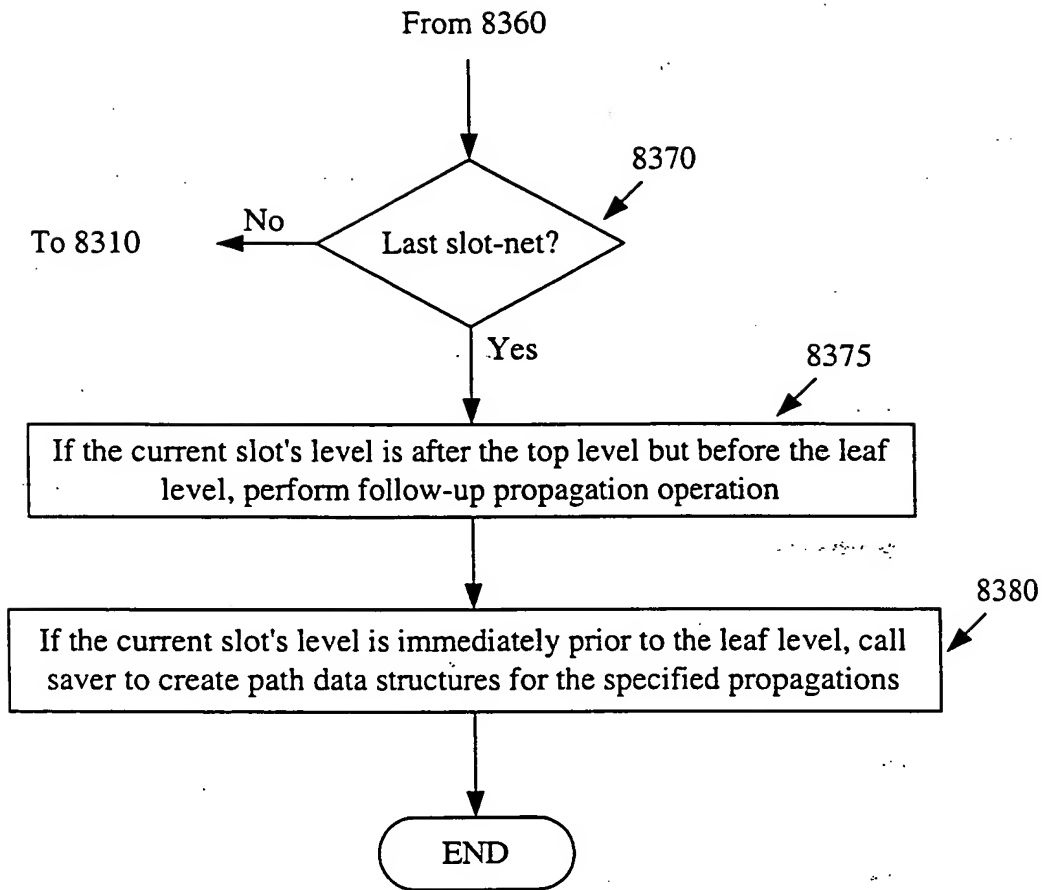 From 8360
8370
No
To 8310
Last slot-net?
Yes
8375
If the current slot's level is after the top level but before the leaf
level, perform follow-up propagation operation
8380
If the current slot's level is immediately prior to the leaf level, call
saver to create path data structures for the specified propagations
END